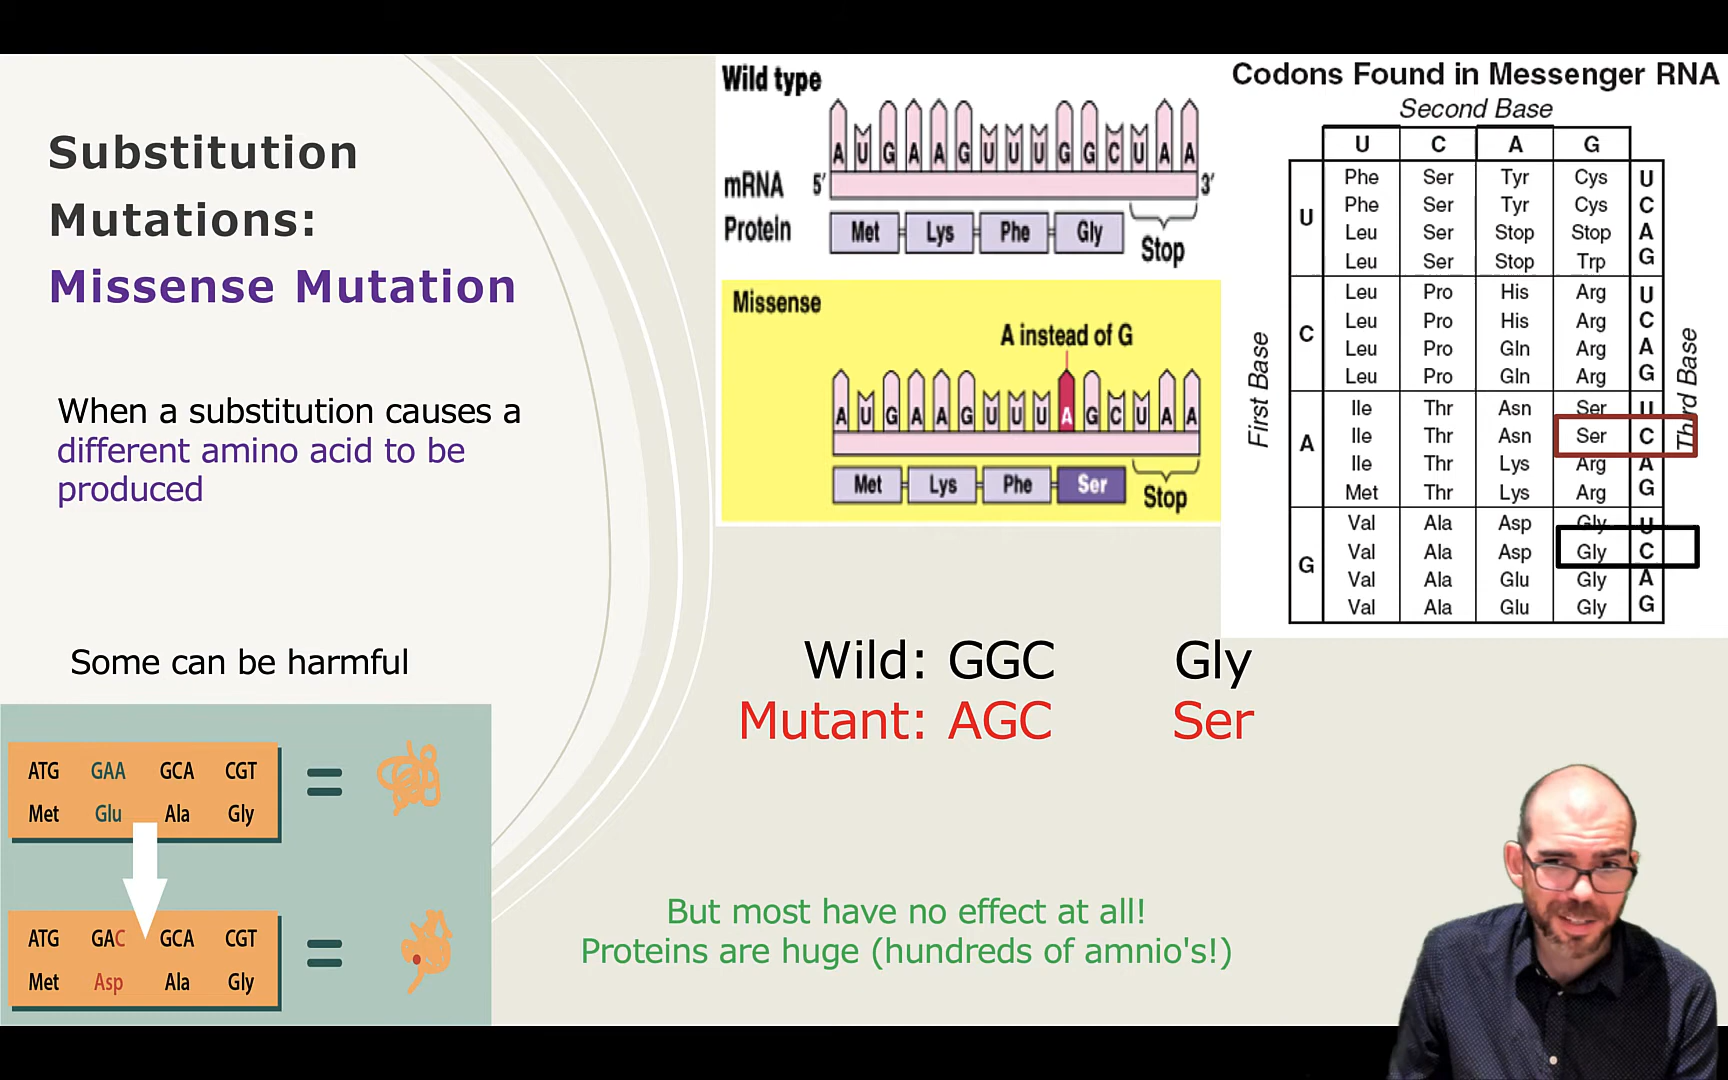 Substitution
Mutations:
Missense Mutation
When a substitution causes a
different amino acid to be
produced
Some can be harmful
ATG GAA GCA CGT
Met Glu Ala Gly
=
ATG GAC GCA CGT
Met Asp Ala Gly
=
Wild type
A U G A A G U U U G G C U A A
mRNA 5' 3'
Protein Met Lys Phe Gly
Stop
Missense
A instead of G
A U G A A G U U U A G C U A A
Met Lys Phe Ser
Stop
Codons Found in Messenger RNA
Second Base
U C A G
First Base
Third Base
U
Phe Ser Tyr Cys U
Phe Ser Tyr Cys C
Leu Ser Stop Stop A
Leu Ser Stop Trp G
C
Leu Pro His Arg U
Leu Pro His Arg C
Leu Pro Gln Arg A
Leu Pro Gln Arg G
A
Ile Thr Asn Ser U
Ile Thr Asn Ser C
Ile Thr Lys Arg A
Met Thr Lys Arg G
G
Val Ala Asp Gly U
Val Ala Asp Gly C
Val Ala Glu Gly A
Val Ala Glu Gly G
Wild: GGC Gly
Mutant: AGC Ser
But most have no effect at all!
Proteins are huge (hundreds of amnio's!)